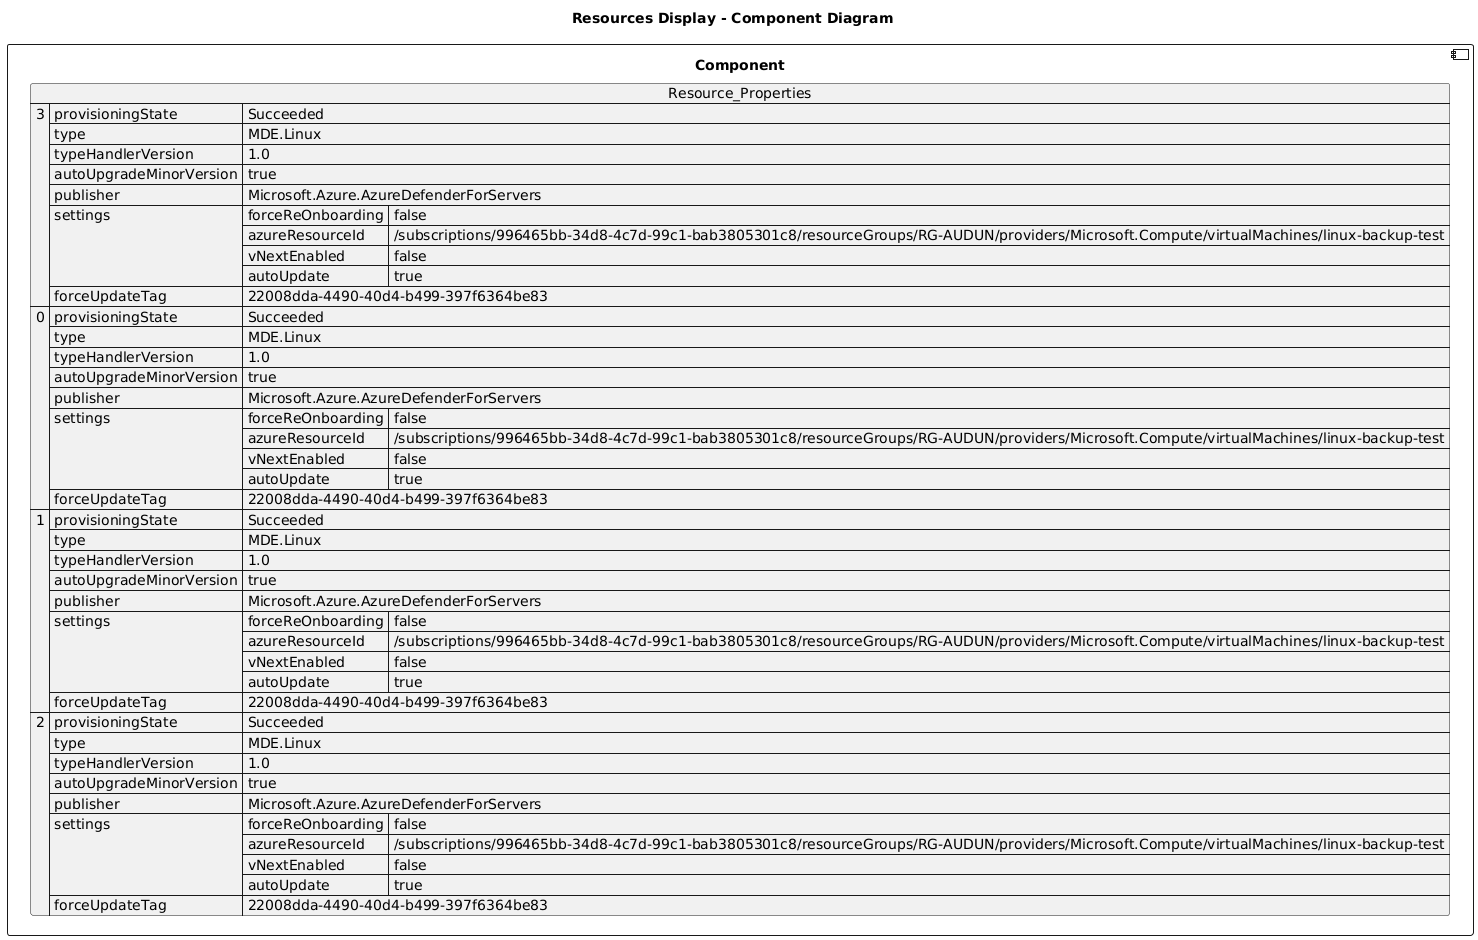 Resources Display - Component Diagram
Component
Resource_Properties
3 provisioningState Succeeded
type MDE.Linux
typeHandlerVersion 1.0
autoUpgradeMinorVersion true
publisher Microsoft.Azure.AzureDefenderForServers
settings forceReOnboarding false
azureResourceId /subscriptions/996465bb-34d8-4c7d-99c1-bab3805301c8/resourceGroups/RG-AUDUN/providers/Microsoft.Compute/virtualMachines/linux-backup-test
vNextEnabled false
autoUpdate true
forceUpdateTag 22008dda-4490-40d4-b499-397f6364be83
0 provisioningState Succeeded
type MDE.Linux
typeHandlerVersion 1.0
autoUpgradeMinorVersion true
publisher Microsoft.Azure.AzureDefenderForServers
settings forceReOnboarding false
azureResourceId /subscriptions/996465bb-34d8-4c7d-99c1-bab3805301c8/resourceGroups/RG-AUDUN/providers/Microsoft.Compute/virtualMachines/linux-backup-test
vNextEnabled false
autoUpdate true
forceUpdateTag 22008dda-4490-40d4-b499-397f6364be83
1 provisioningState Succeeded
type MDE.Linux
typeHandlerVersion 1.0
autoUpgradeMinorVersion true
publisher Microsoft.Azure.AzureDefenderForServers
settings forceReOnboarding false
azureResourceId /subscriptions/996465bb-34d8-4c7d-99c1-bab3805301c8/resourceGroups/RG-AUDUN/providers/Microsoft.Compute/virtualMachines/linux-backup-test
vNextEnabled false
autoUpdate true
forceUpdateTag 22008dda-4490-40d4-b499-397f6364be83
2 provisioningState Succeeded
type MDE.Linux
typeHandlerVersion 1.0
autoUpgradeMinorVersion true
publisher Microsoft.Azure.AzureDefenderForServers
settings forceReOnboarding false
azureResourceId /subscriptions/996465bb-34d8-4c7d-99c1-bab3805301c8/resourceGroups/RG-AUDUN/providers/Microsoft.Compute/virtualMachines/linux-backup-test
vNextEnabled false
autoUpdate true
forceUpdateTag 22008dda-4490-40d4-b499-397f6364be83